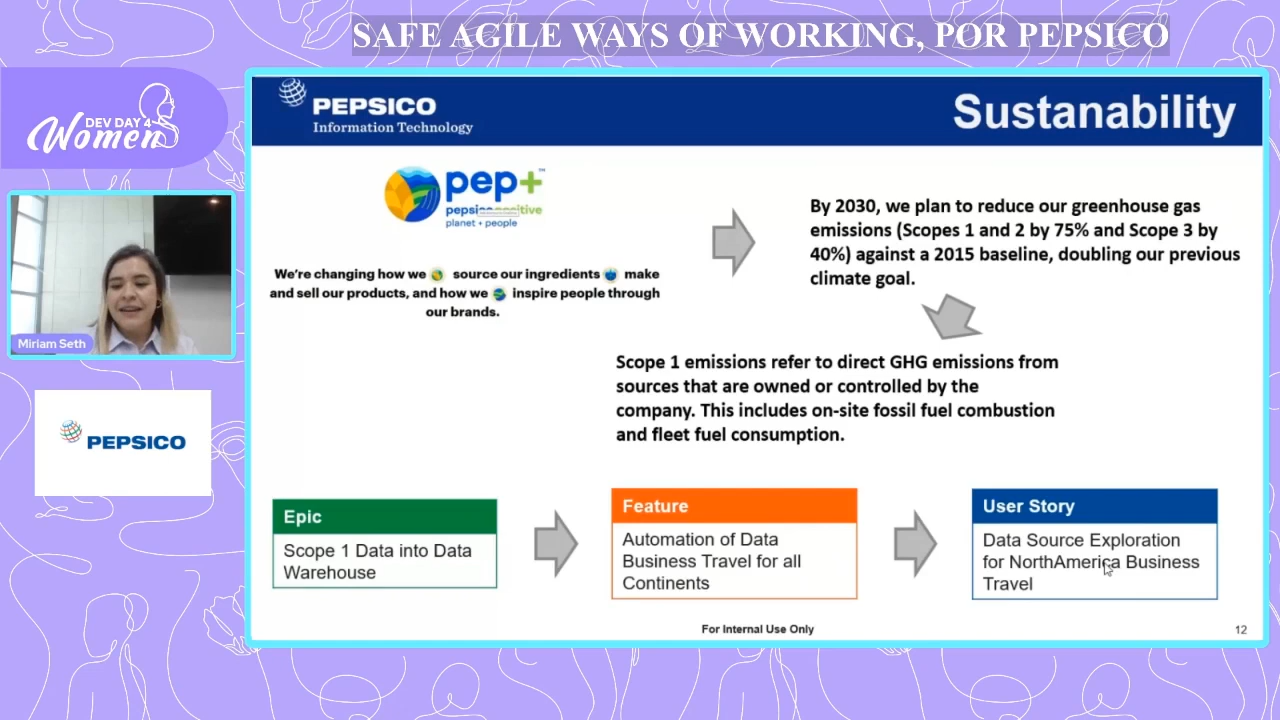 SAFE AGILE WAYS OF WORKING, POR PEPSICO
DEV DAY 4
Women
Miriam Seth
PEPSICO
PEPSICO
Information Technology
Sustanability
pep+™
pepsico positive
planet + people
We're changing how we source our ingredients make
and sell our products, and how we inspire people through
our brands.
By 2030, we plan to reduce our greenhouse gas
emissions (Scopes 1 and 2 by 75% and Scope 3 by
40%) against a 2015 baseline, doubling our previous
climate goal.
Scope 1 emissions refer to direct GHG emissions from
sources that are owned or controlled by the
company. This includes on-site fossil fuel combustion
and fleet fuel consumption.
Epic
Scope 1 Data into Data
Warehouse
Feature
Automation of Data
Business Travel for all
Continents
User Story
Data Source Exploration
for NorthAmerica Business
Travel
For Internal Use Only
12